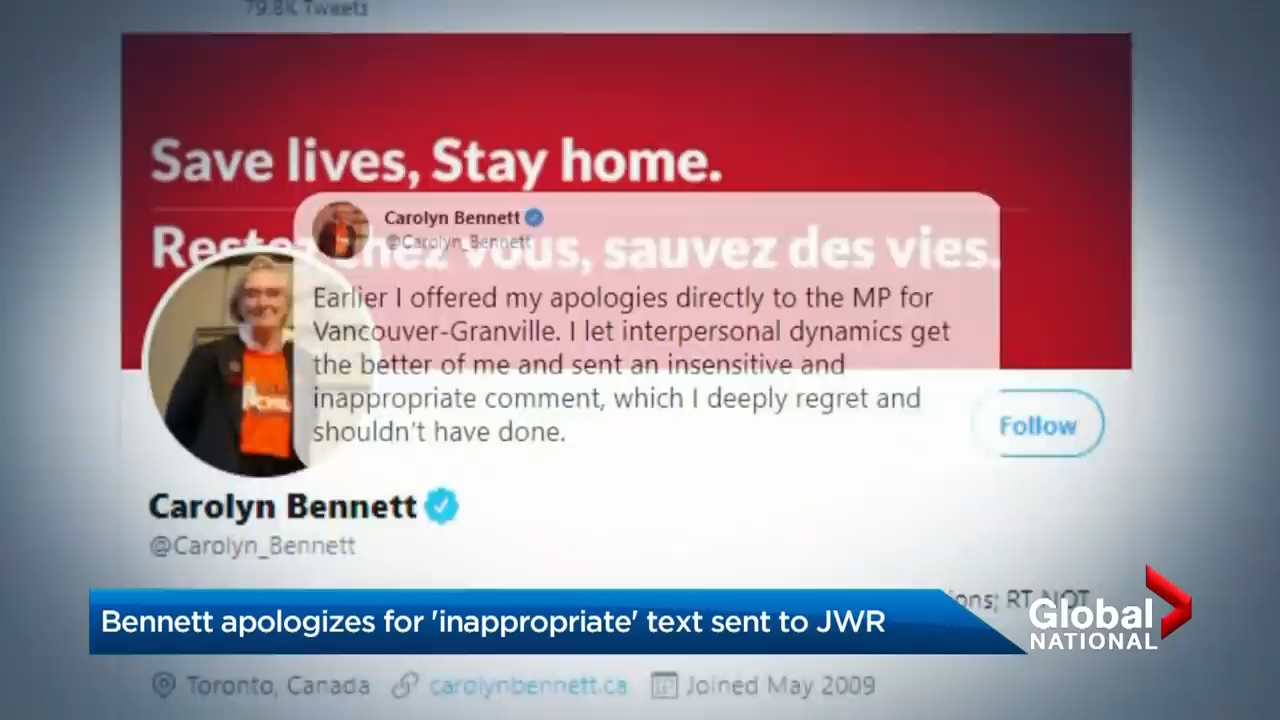 79.8K Tweets
Save lives, Stay home.
Carolyn Bennett
@Carolyn_Bennett
Restez chez vous, sauvez des vies.
Earlier I offered my apologies directly to the MP for
Vancouver-Granville. I let interpersonal dynamics get
the better of me and sent an insensitive and
inappropriate comment, which I deeply regret and
shouldn't have done.
Follow
Carolyn Bennett
@Carolyn_Bennett
RT NOT
Bennett apologizes for 'inappropriate' text sent to JWR
Global
NATIONAL
Toronto, Canada carolynbennett.ca Joined May 2009